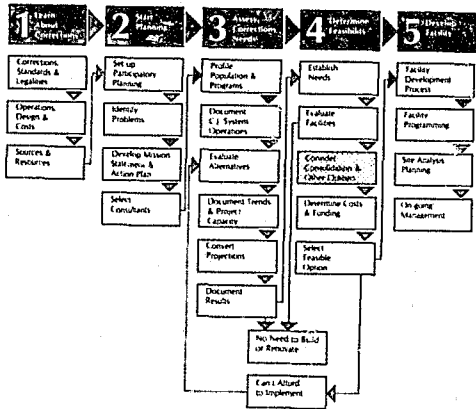 1 Learn
About
Corrections
2 Start
Planning
3 Assess
Corrections
Needs
4 Determine
Feasibility
5 Develop
Facility
Corrections,
Standards &
Legalities
Operations,
Design &
Costs
Sources &
Resources
Set up
Participatory
Planning
Identify
Problems
Develop Mission
Statement &
Action Plan
Select
Consultants
Profile
Population &
Programs
Document
C.J. System
Operations
Evaluate
Alternatives
Document Trends
& Project
Capacity
Convert
Projections
Document
Results
Establish
Needs
Evaluate
Facilities
Consider
Consolidation &
Other Options
Determine Costs
& Funding
Select
Feasible
Option
Facility
Development
Process
Facility
Programming
Site Analysis
Planning
On-going
Management
No Need to Build
or Renovate
Can't Afford
to Implement